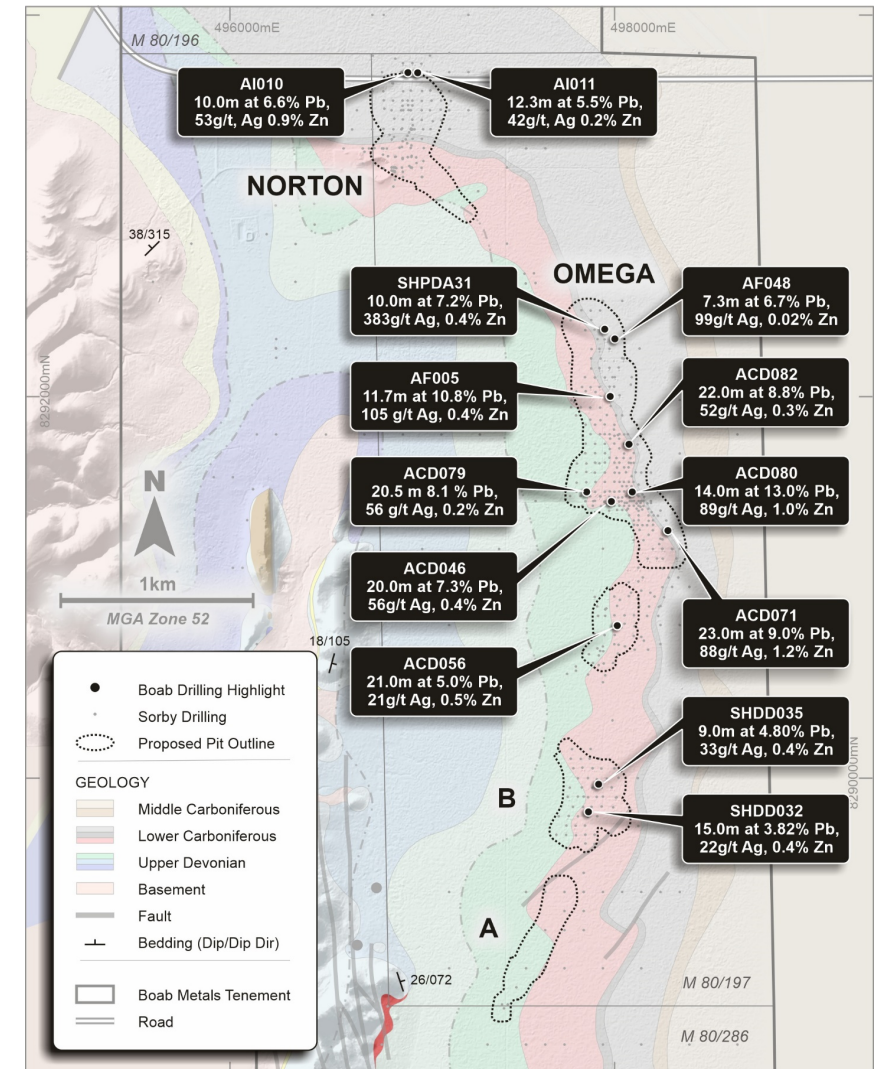 496000mE
498000mE
M 80/196
AI010
10.0m at 6.6% Pb,
53g/t, Ag 0.9% Zn
AI011
12.3m at 5.5% Pb,
42g/t, Ag 0.2% Zn
NORTON
38/315
OMEGA
SHPDA31
10.0m at 7.2% Pb,
383g/t Ag, 0.4% Zn
AF048
7.3m at 6.7% Pb,
99g/t Ag, 0.02% Zn
8292000mN
AF005
11.7m at 10.8% Pb,
105 g/t Ag, 0.4% Zn
ACD082
22.0m at 8.8% Pb,
52g/t Ag, 0.3% Zn
ACD079
20.5 m 8.1 % Pb,
56 g/t Ag, 0.2% Zn
ACD080
14.0m at 13.0% Pb,
89g/t Ag, 1.0% Zn
N
1km
MGA Zone 52
ACD046
20.0m at 7.3% Pb,
56g/t Ag, 0.4% Zn
ACD071
23.0m at 9.0% Pb,
88g/t Ag, 1.2% Zn
18/105
ACD056
21.0m at 5.0% Pb,
21g/t Ag, 0.5% Zn
SHDD035
9.0m at 4.80% Pb,
33g/t Ag, 0.4% Zn
8290000mN
B
SHDD032
15.0m at 3.82% Pb,
22g/t Ag, 0.4% Zn
A
26/072
M 80/197
M 80/286
Boab Drilling Highlight
Sorby Drilling
Proposed Pit Outline
GEOLOGY
Middle Carboniferous
Lower Carboniferous
Upper Devonian
Basement
Fault
Bedding (Dip/Dip Dir)
Boab Metals Tenement
Road